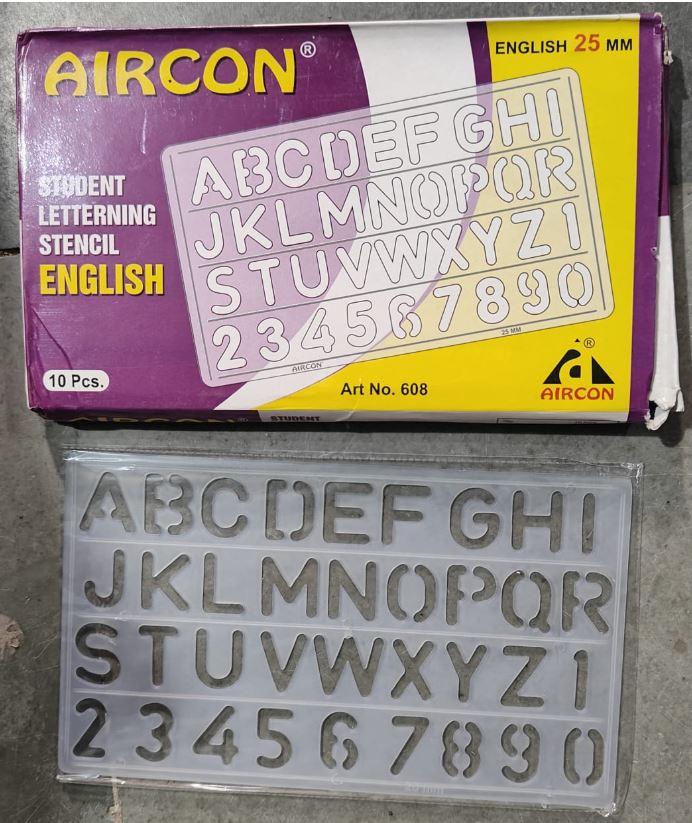 AIRCON®
ENGLISH 25 MM
STUDENT
LETTERNING
STENCIL
ENGLISH
ABCDEFGHI
JKLMNOPQR
STUVWXYZ1
234567890
AIRCON
25 MM
10 Pcs.
Art No. 608
®
AIRCON
STUDENT
ABCDEFGHI
JKLMNOPQR
STUVWXYZ1
234567890